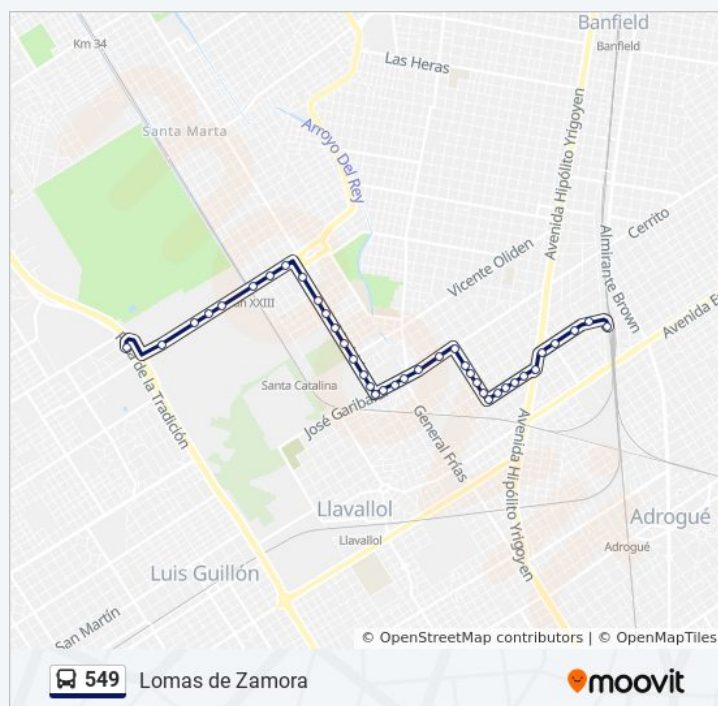 Banfield
Km 34
Banfield
Las Heras
Santa Marta
Arroyo Del Rey
Avenida Hipólito Yrigoyen
Almirante Brown
Cerrito
Vicente Oliden
XXIII
Avenida
de la Tradición
Santa Catalina
José Garibal
General Frías
Avenida Hipólito Yrigoyen
Llavallol
Llavallol
Adrogué
Adrogué
Luis Guillón
San Martín
© OpenStreetMap contributors | © OpenMapTiles
549 Lomas de Zamora
moovit